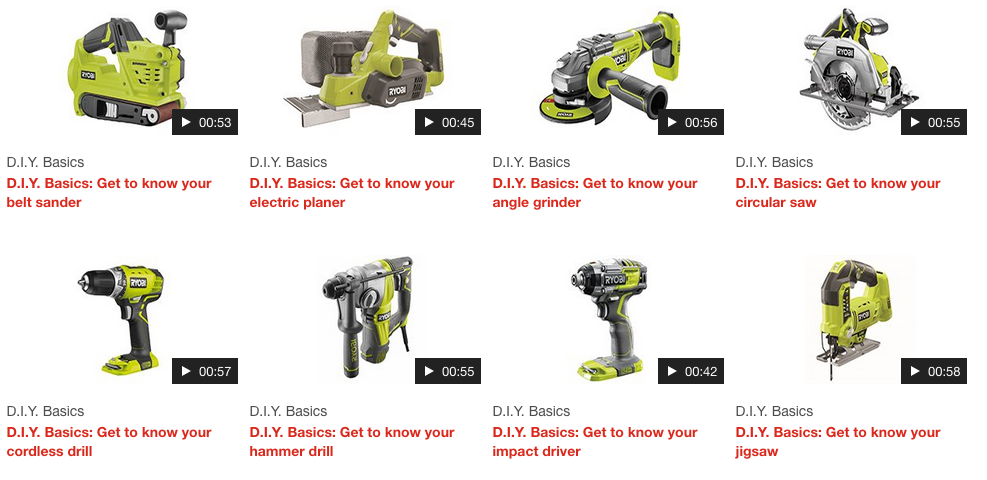 RYOBI
00:53
RYOBI
00:45
RYOBI
00:56
RYOBI
00:55
D.I.Y. Basics
D.I.Y. Basics: Get to know your
belt sander
D.I.Y. Basics
D.I.Y. Basics: Get to know your
electric planer
D.I.Y. Basics
D.I.Y. Basics: Get to know your
angle grinder
D.I.Y. Basics
D.I.Y. Basics: Get to know your
circular saw
RYOBI
00:57
RYOBI
RYOBI
00:55
RYOBI
00:42
RYOBI
00:58
D.I.Y. Basics
D.I.Y. Basics: Get to know your
cordless drill
D.I.Y. Basics
D.I.Y. Basics: Get to know your
hammer drill
D.I.Y. Basics
D.I.Y. Basics: Get to know your
impact driver
D.I.Y. Basics
D.I.Y. Basics: Get to know your
jigsaw